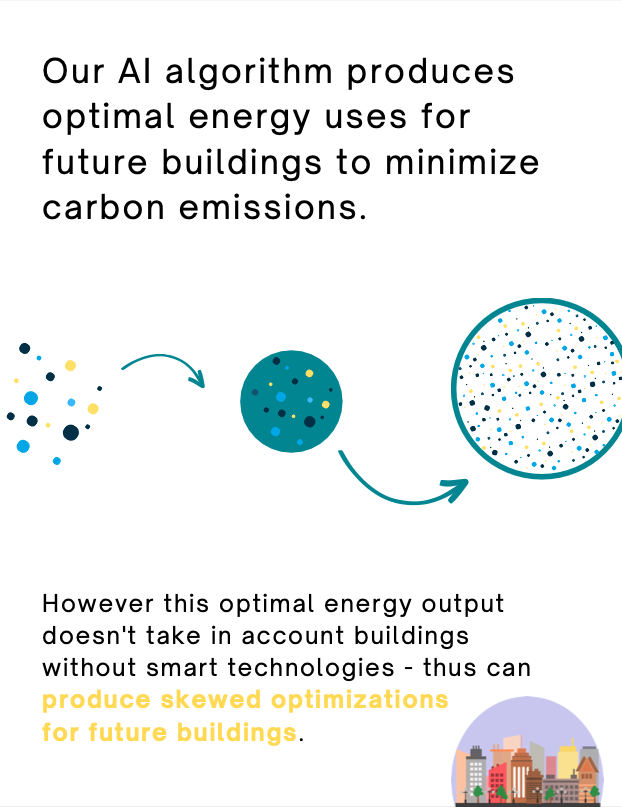 Our AI algorithm produces
optimal energy uses for
future buildings to minimize
carbon emissions.
However this optimal energy output
doesn't take in account buildings
without smart technologies - thus can
produce skewed optimizations
for future buildings.